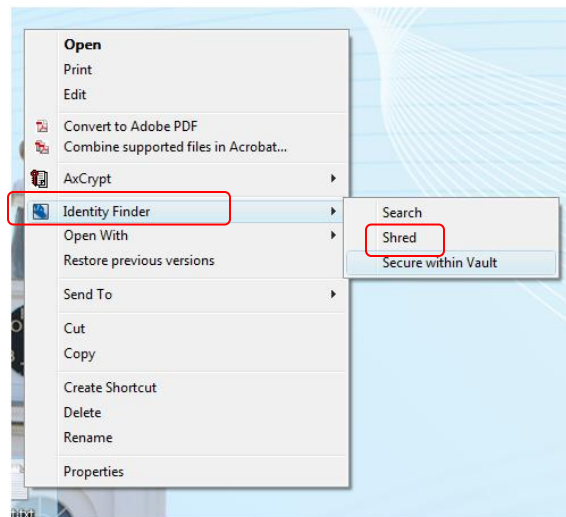 Open
Print
Edit
Convert to Adobe PDF
Combine supported files in Acrobat...
AxCrypt
Identity Finder
Open With
Restore previous versions
Send To
Cut
Copy
Create Shortcut
Delete
Rename
Properties
Search
Shred
Secure within Vault